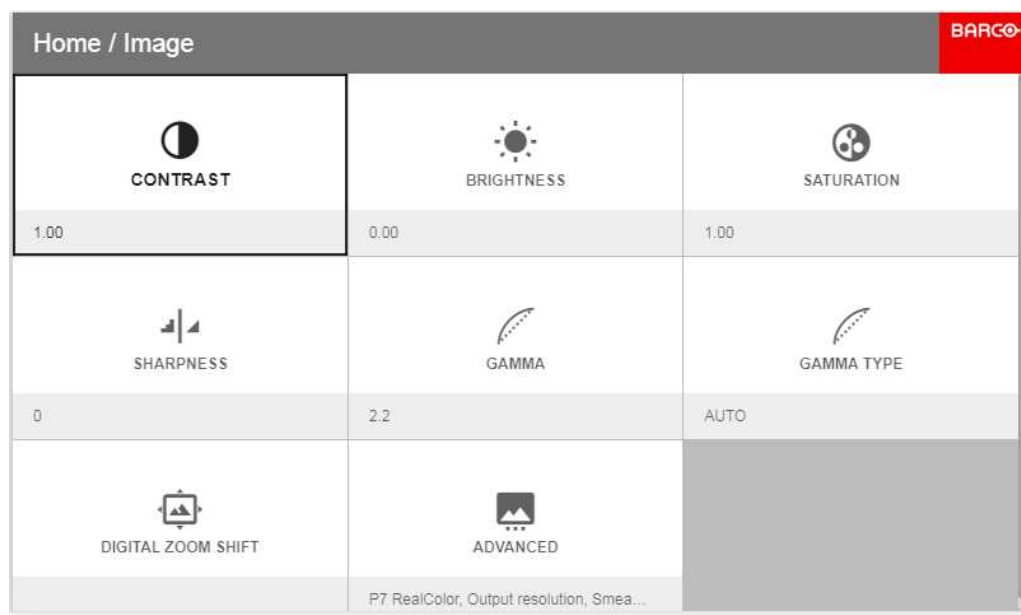 Home / Image
BARCO
CONTRAST
BRIGHTNESS
SATURATION
1.00
0.00
1.00
SHARPNESS
GAMMA
GAMMA TYPE
0
2.2
AUTO
DIGITAL ZOOM SHIFT
ADVANCED
P7 RealColor, Output resolution, Smea...